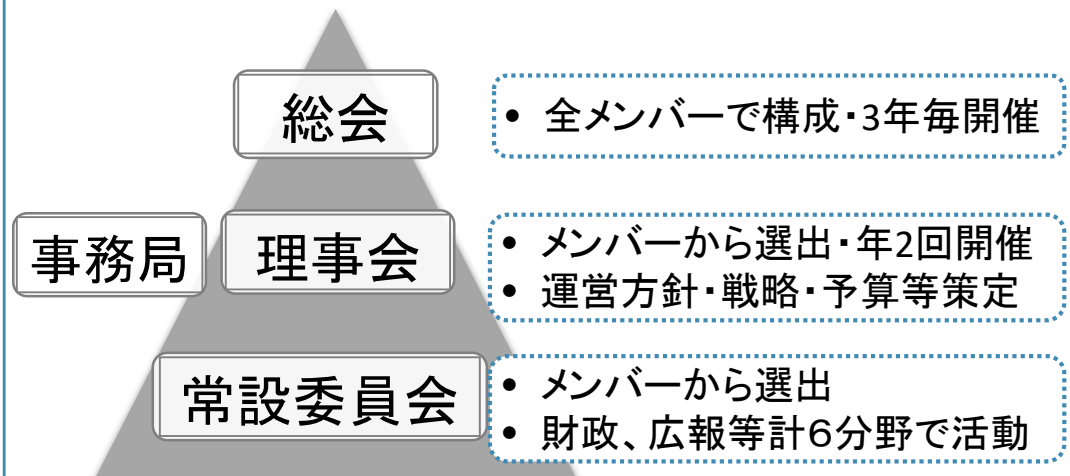 総会
• 全メンバーで構成・3年毎開催
事務局
理事会
• メンバーから選出・年2回開催
• 運営方針・戦略・予算等策定
常設委員会
• メンバーから選出
• 財政、広報等計６分野で活動